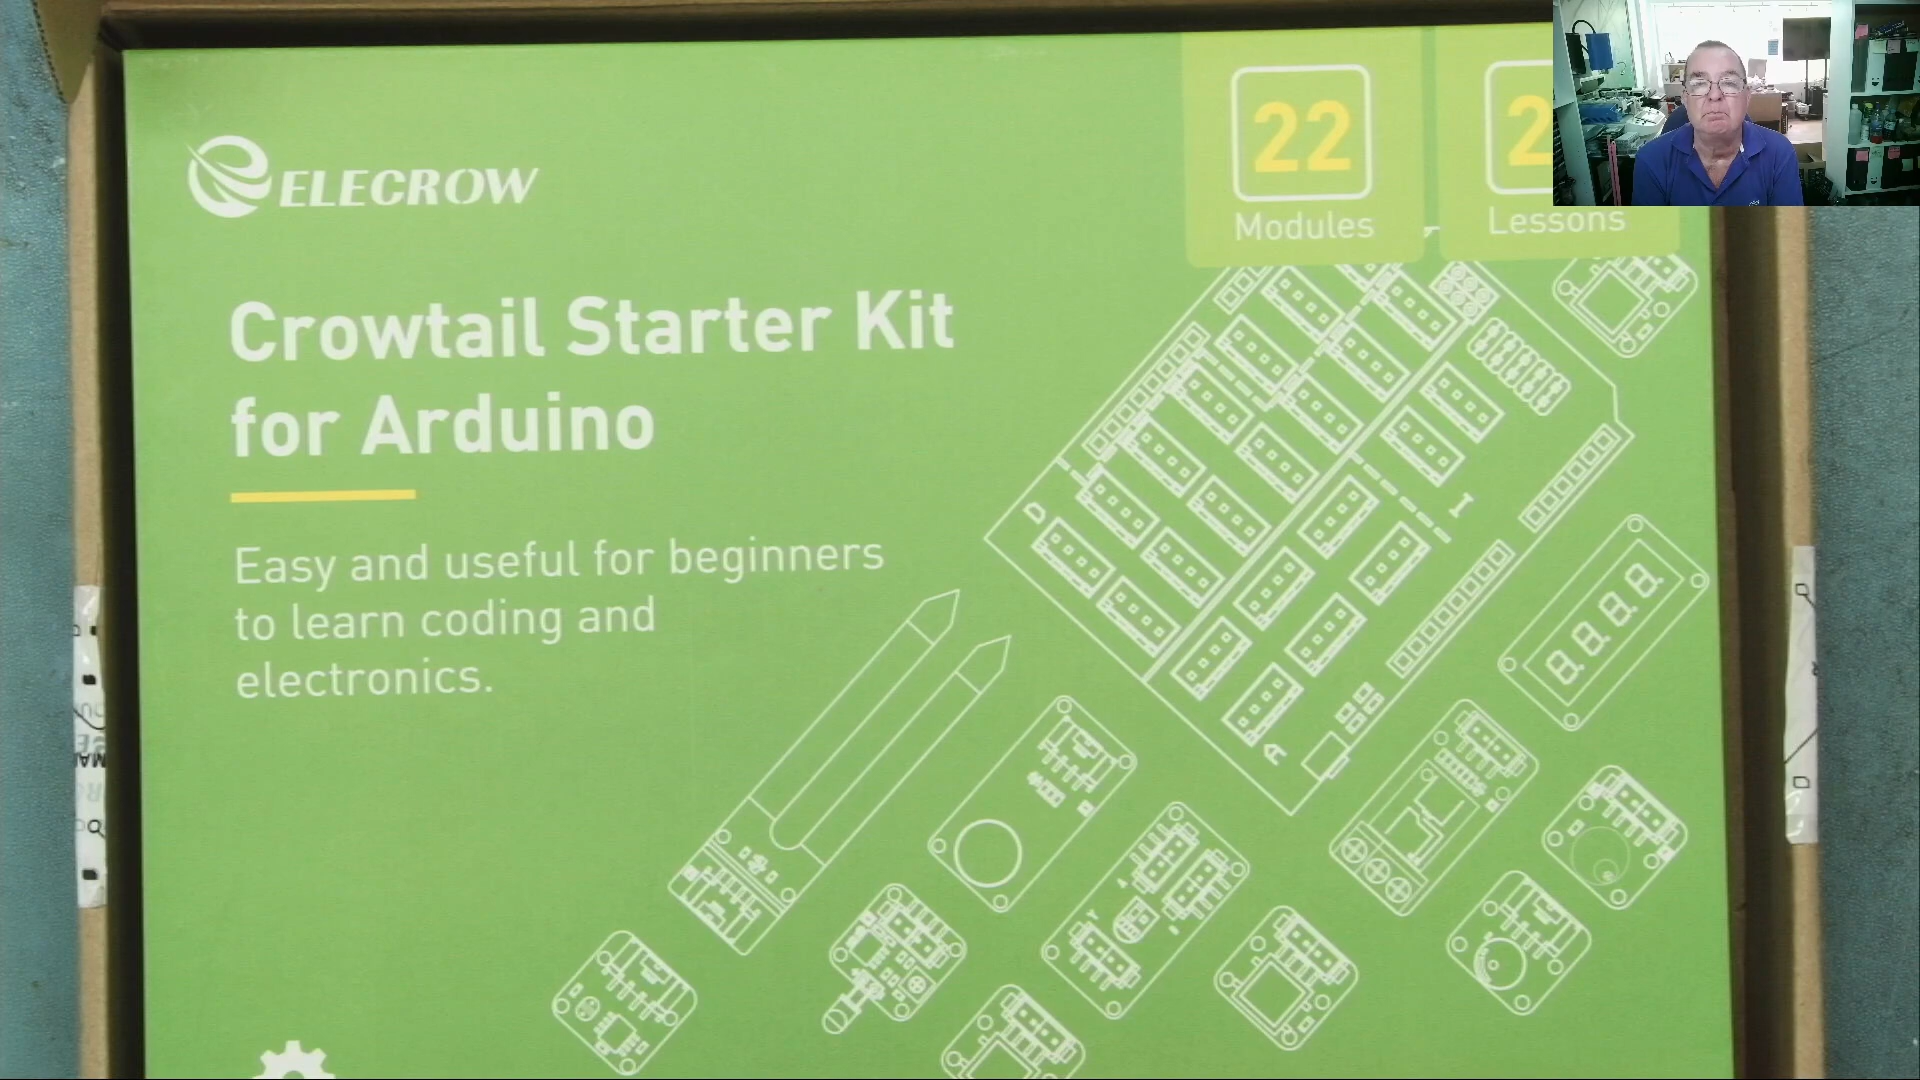 ELECROW
22
Modules
2
Lessons
Crowtail Starter Kit
for Arduino
Easy and useful for beginners
to learn coding and
electronics.
D
I
A